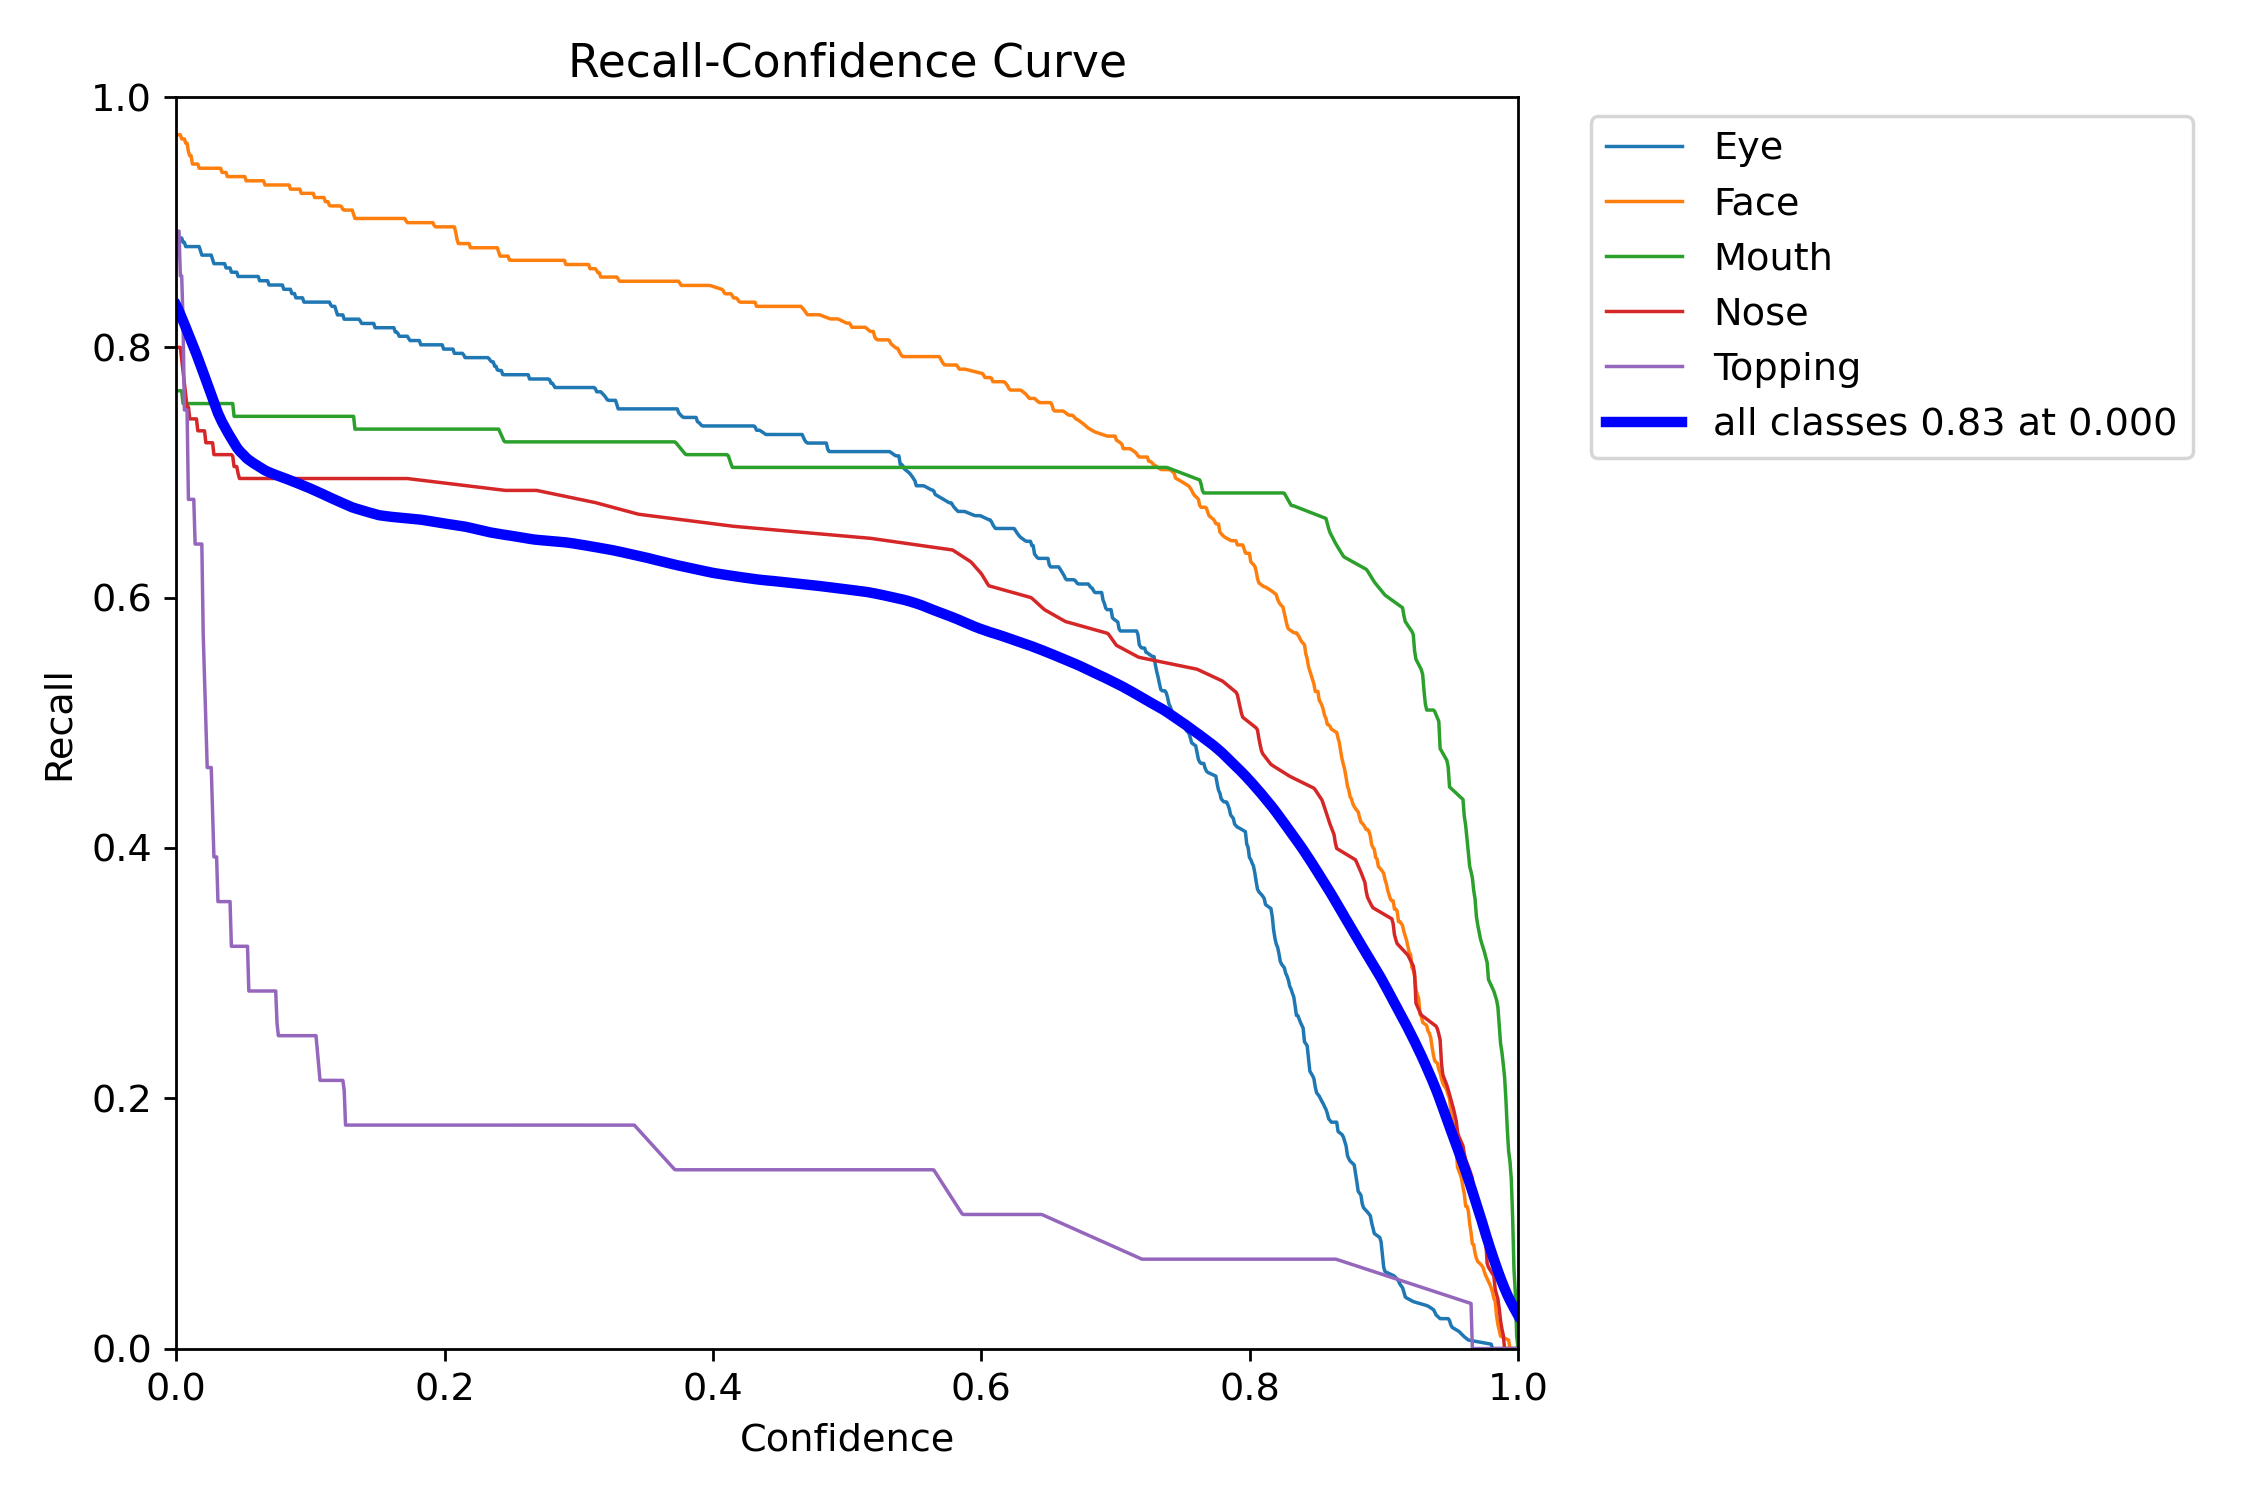 Recall-Confidence Curve
1.0
0.8
0.6
0.4
0.2
0.0
Recall
0.0 0.2 0.4 0.6 0.8 1.0
Confidence
Eye
Face
Mouth
Nose
Topping
all classes 0.83 at 0.000